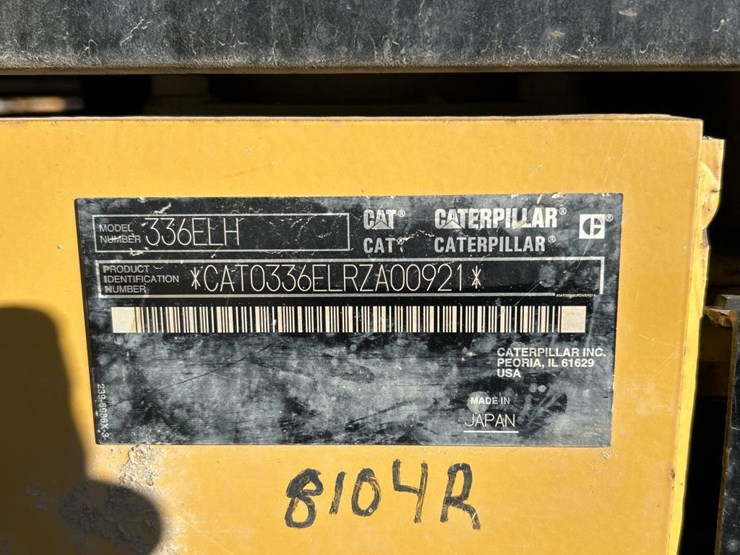 MODEL NUMBER 336ELH
CAT® CATERPILLAR®
CAT® CATERPILLAR®
PRODUCT IDENTIFICATION NUMBER *CAT0336ELRZA00921*
CATERPILLAR INC.
PEORIA, IL 61629
USA
MADE IN
JAPAN
8104R